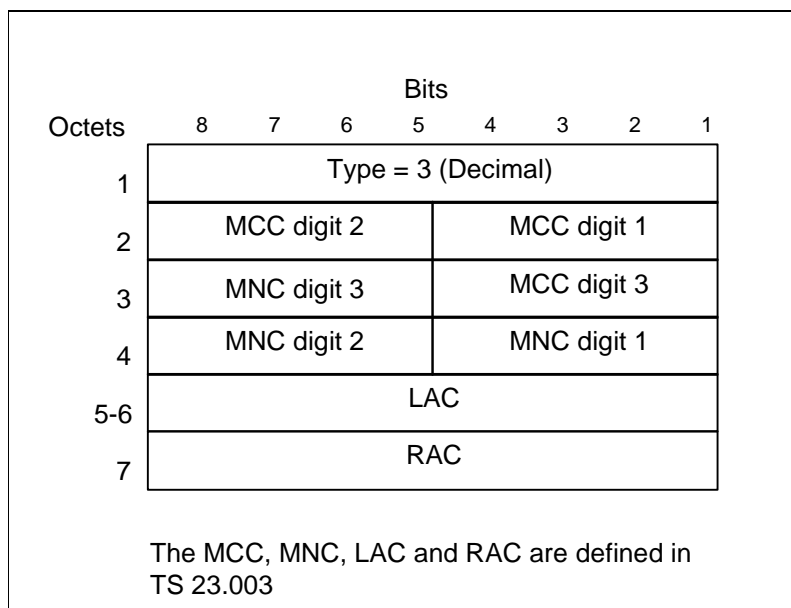 Bits
Octets 8 7 6 5 4 3 2 1
1 Type = 3 (Decimal)
2 MCC digit 2 MCC digit 1
3 MNC digit 3 MCC digit 3
4 MNC digit 2 MNC digit 1
5-6 LAC
7 RAC
The MCC, MNC, LAC and RAC are defined in
TS 23.003